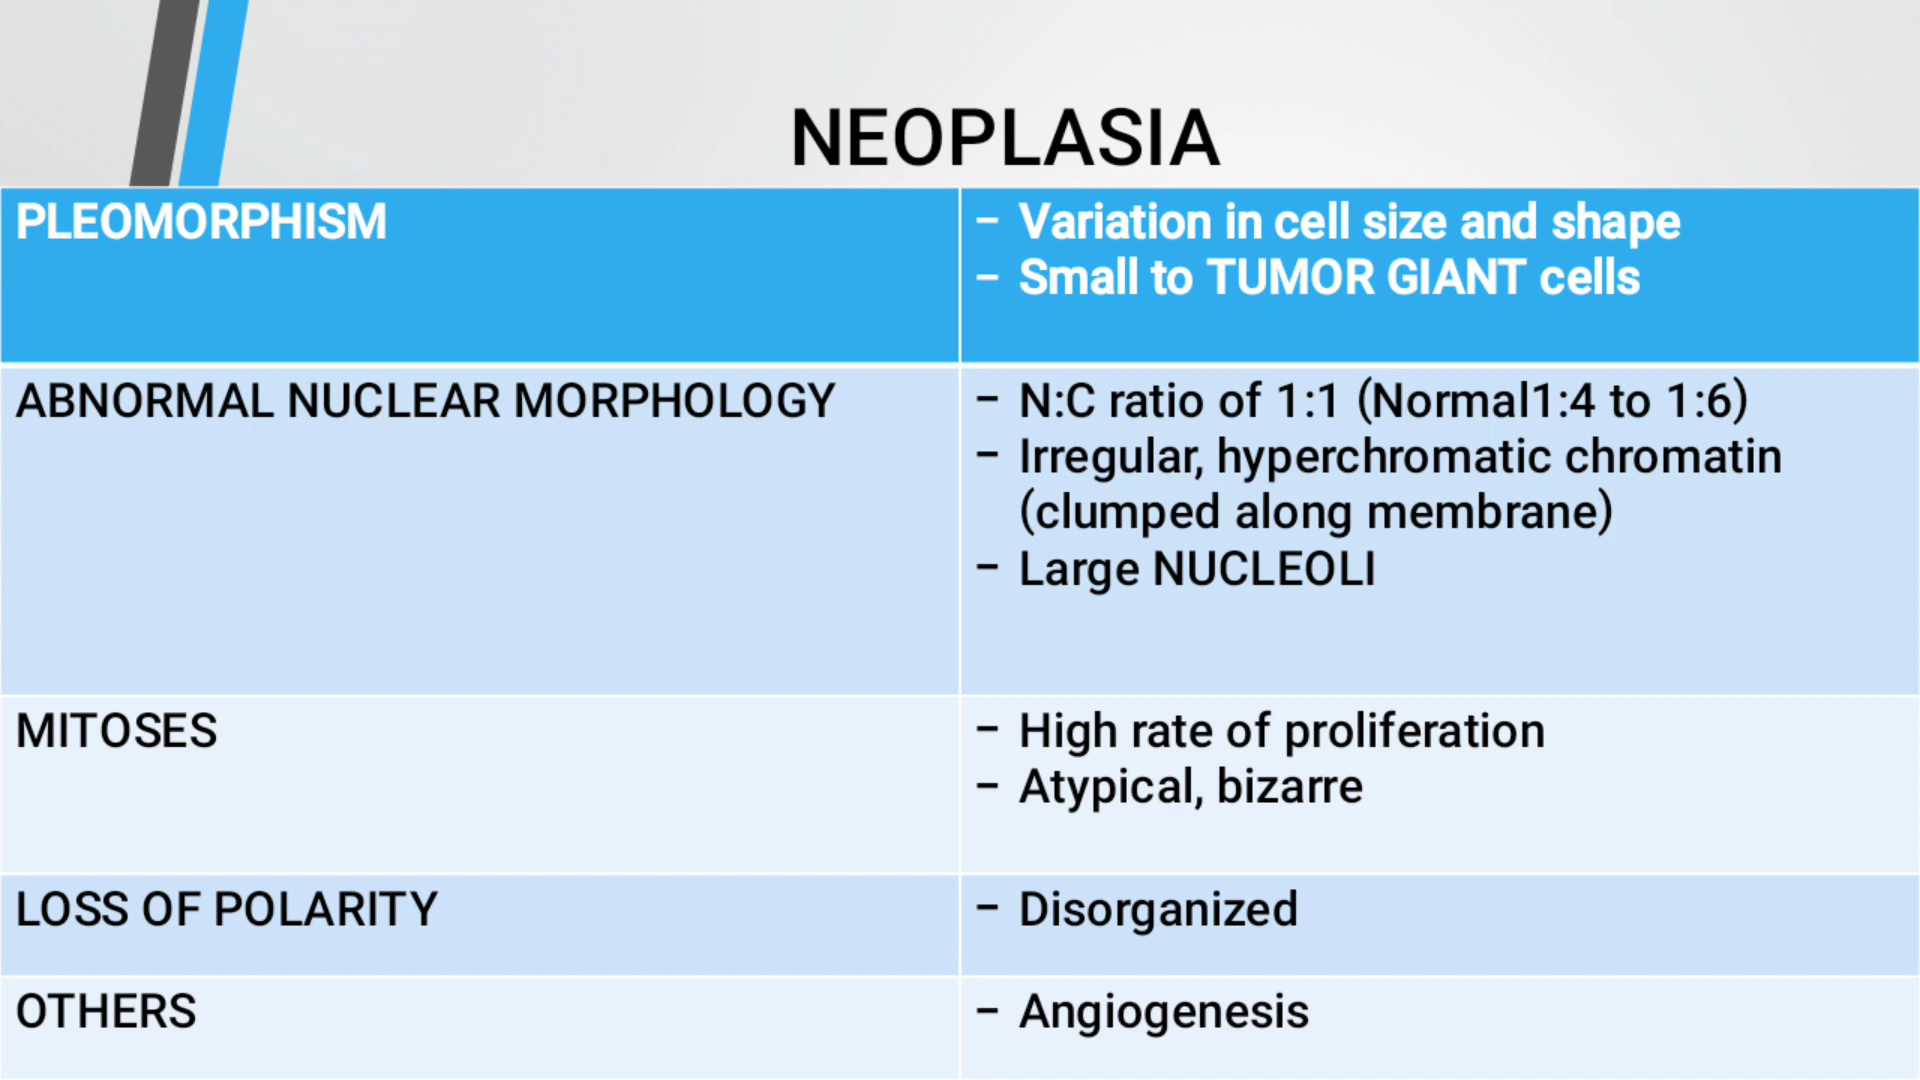 NEOPLASIA
PLEOMORPHISM
– Variation in cell size and shape
– Small to TUMOR GIANT cells
ABNORMAL NUCLEAR MORPHOLOGY
– N:C ratio of 1:1 (Normal1:4 to 1:6)
– Irregular, hyperchromatic chromatin
(clumped along membrane)
– Large NUCLEOLI
MITOSES
– High rate of proliferation
– Atypical, bizarre
LOSS OF POLARITY
– Disorganized
OTHERS
– Angiogenesis